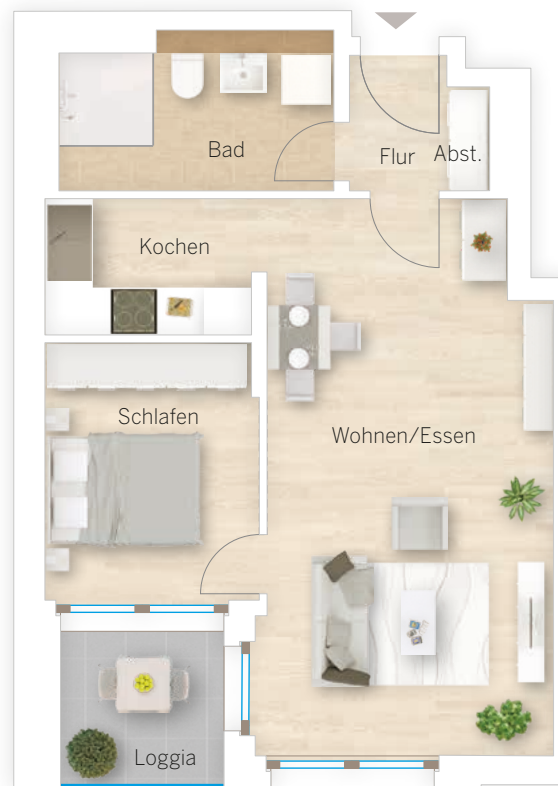 Bad
Flur
Abst.
Kochen
Schlafen
Wohnen/Essen
Loggia